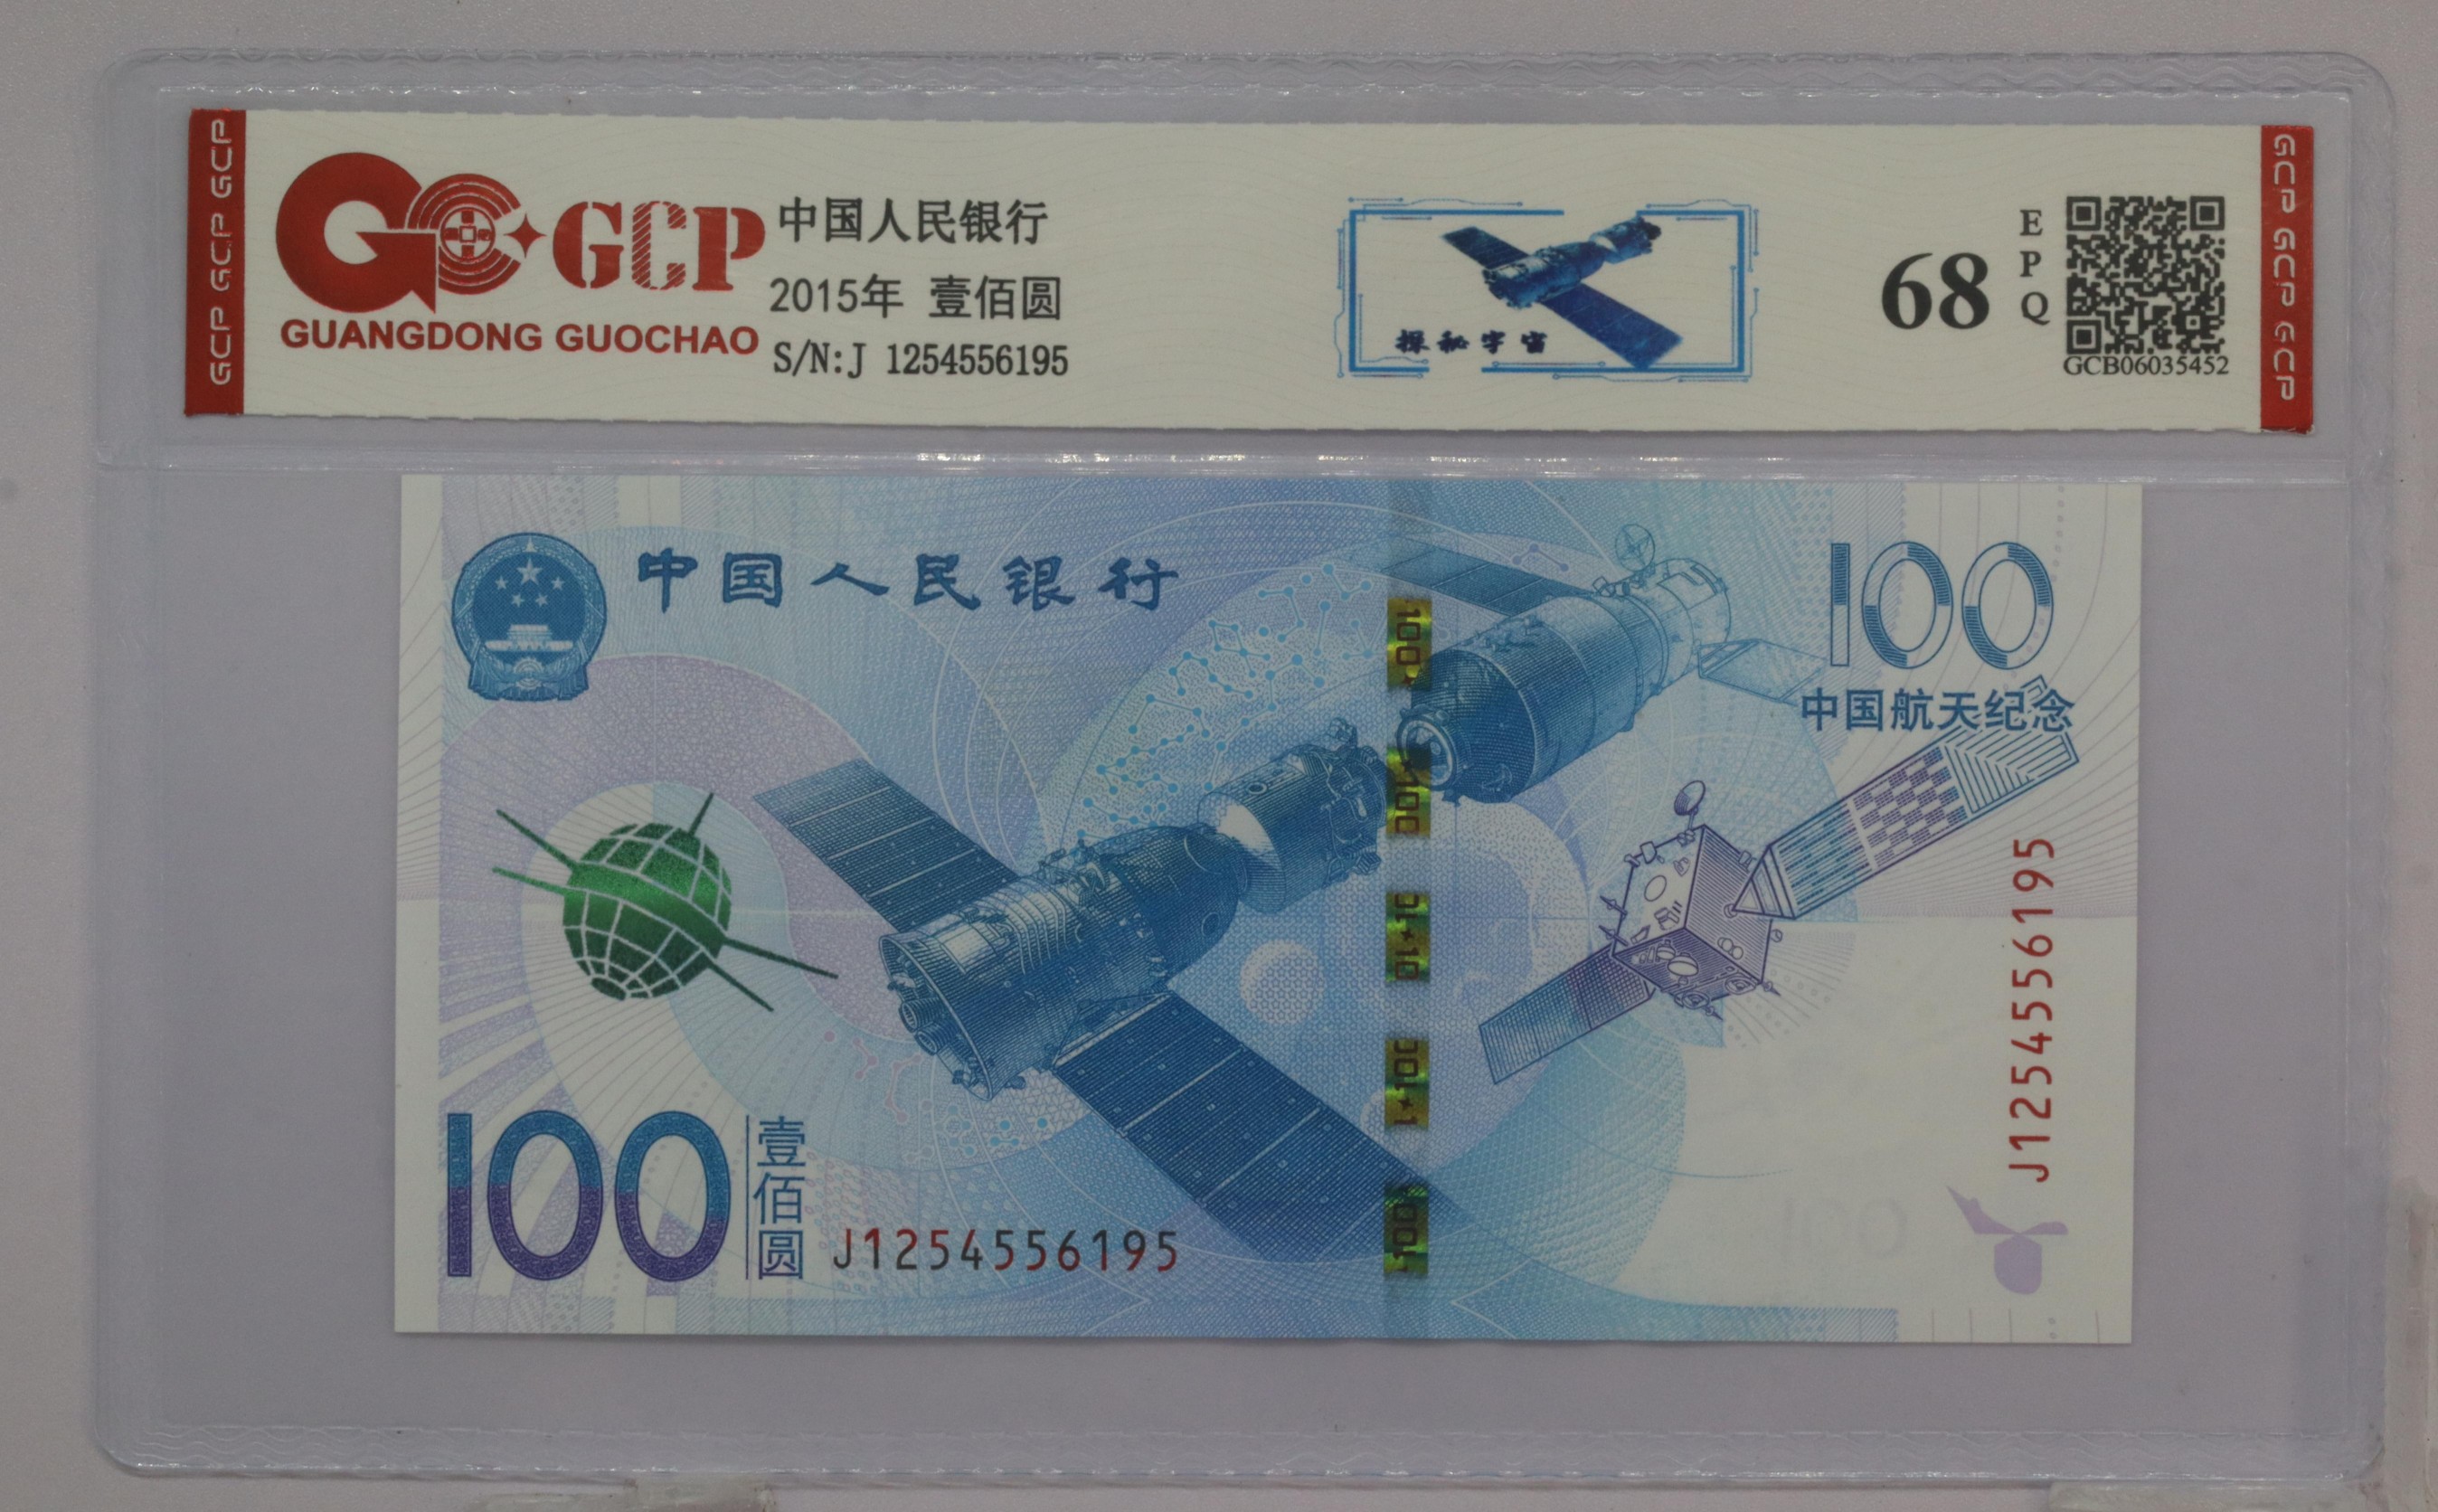 GCP GCP GCP
GCP
GUANGDONG GUOCHAO
中国人民银行
2015年 壹佰圆
S/N:J 1254556195
探秘宇宙
68
EPQ
GCB06035452
GCP GCP GCP
中国人民银行
100
中国航天纪念
J1254556195
100
壹佰圆
J1254556195
100